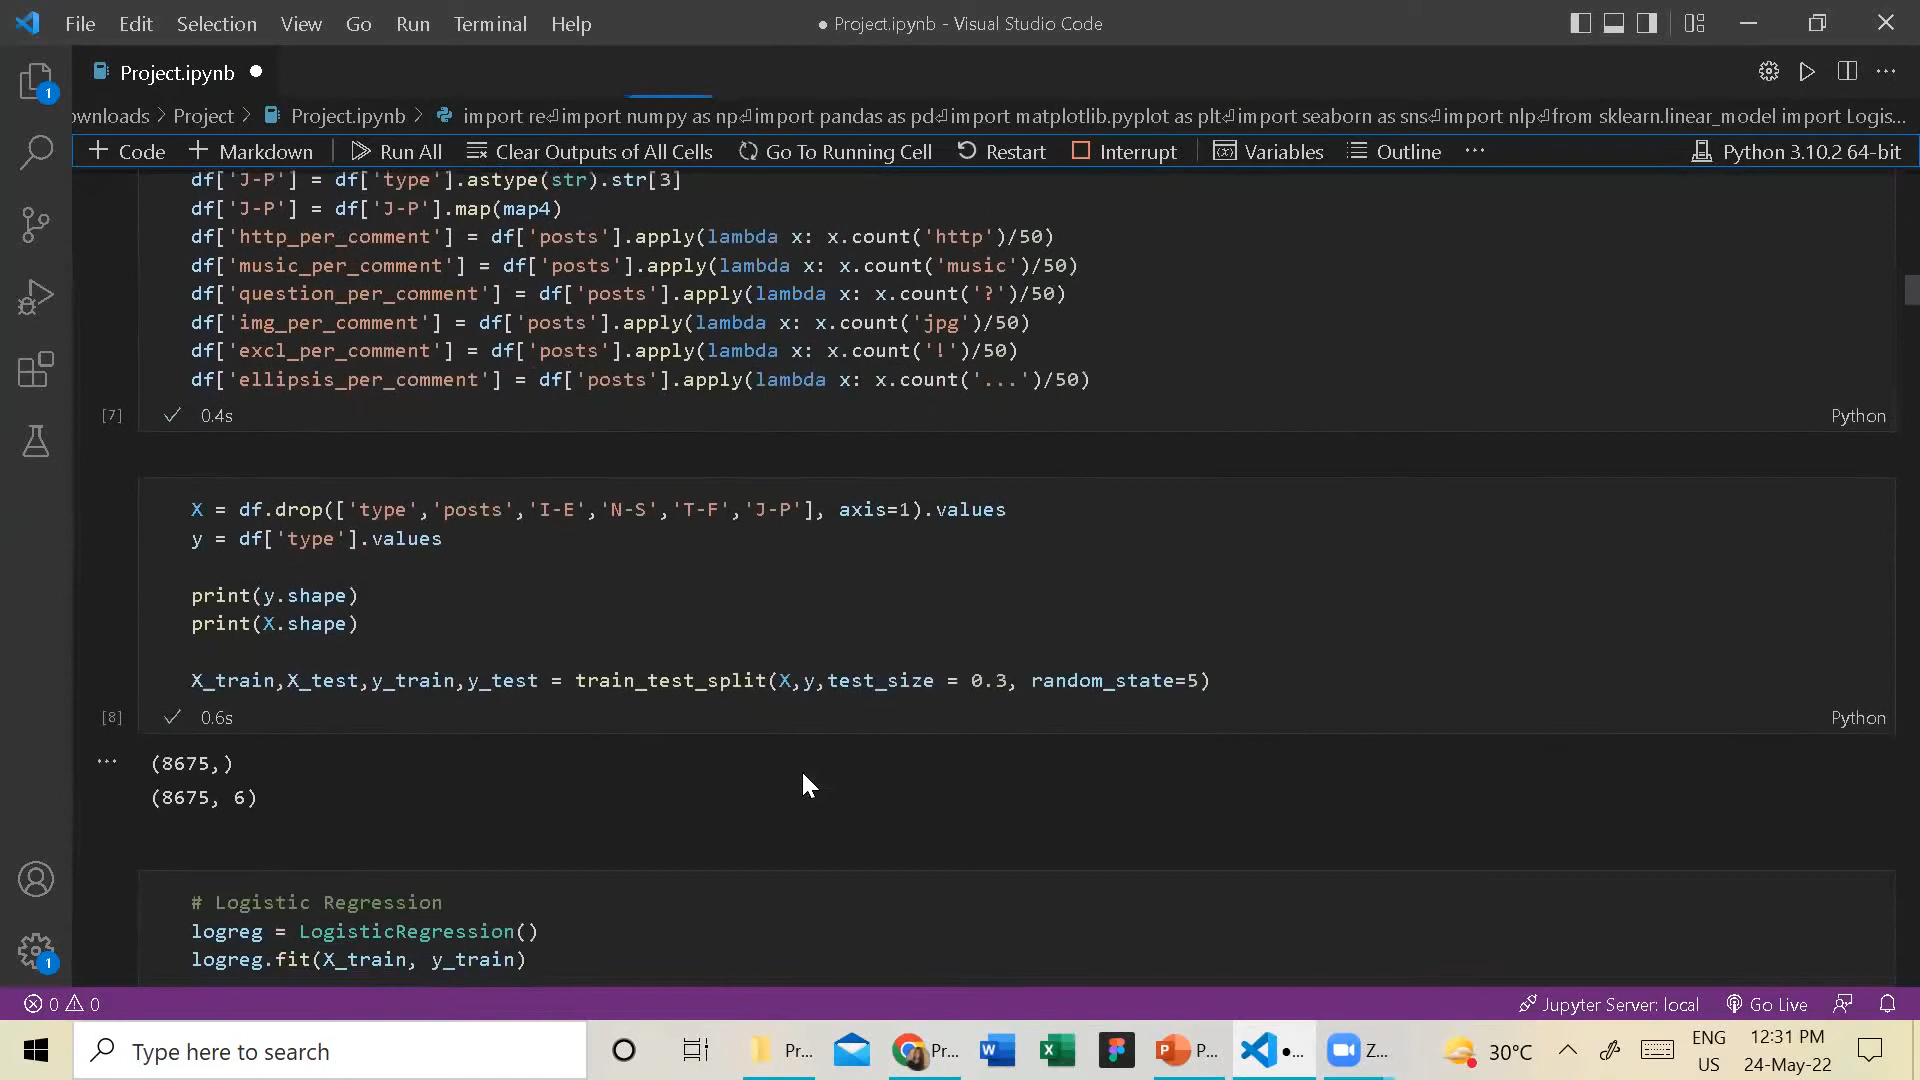 File Edit Selection View Go Run Terminal Help
● Project.ipynb - Visual Studio Code
Project.ipynb
ownloads > Project > Project.ipynb > import re⏎import numpy as np⏎import pandas as pd⏎import matplotlib.pyplot as plt⏎import seaborn as sns⏎import nlp⏎from sklearn.linear_model import Logis...
+ Code + Markdown Run All Clear Outputs of All Cells Go To Running Cell Restart Interrupt Variables Outline ... Python 3.10.2 64-bit
df['J-P'] = df['type'].astype(str).str[3]
df['J-P'] = df['J-P'].map(map4)
df['http_per_comment'] = df['posts'].apply(lambda x: x.count('http')/50)
df['music_per_comment'] = df['posts'].apply(lambda x: x.count('music')/50)
df['question_per_comment'] = df['posts'].apply(lambda x: x.count('?')/50)
df['img_per_comment'] = df['posts'].apply(lambda x: x.count('jpg')/50)
df['excl_per_comment'] = df['posts'].apply(lambda x: x.count('!')/50)
df['ellipsis_per_comment'] = df['posts'].apply(lambda x: x.count('...')/50)
[7] 0.4s Python
X = df.drop(['type','posts','I-E','N-S','T-F','J-P'], axis=1).values
y = df['type'].values
print(y.shape)
print(X.shape)
X_train,X_test,y_train,y_test = train_test_split(X,y,test_size = 0.3, random_state=5)
[8] 0.6s Python
... (8675,)
(8675, 6)
# Logistic Regression
logreg = LogisticRegression()
logreg.fit(X_train, y_train)
1
1
0 0 Jupyter Server: local Go Live
Type here to search
Pr... Pr... P... ●... Z...
30°C
ENG
US
12:31 PM
24-May-22